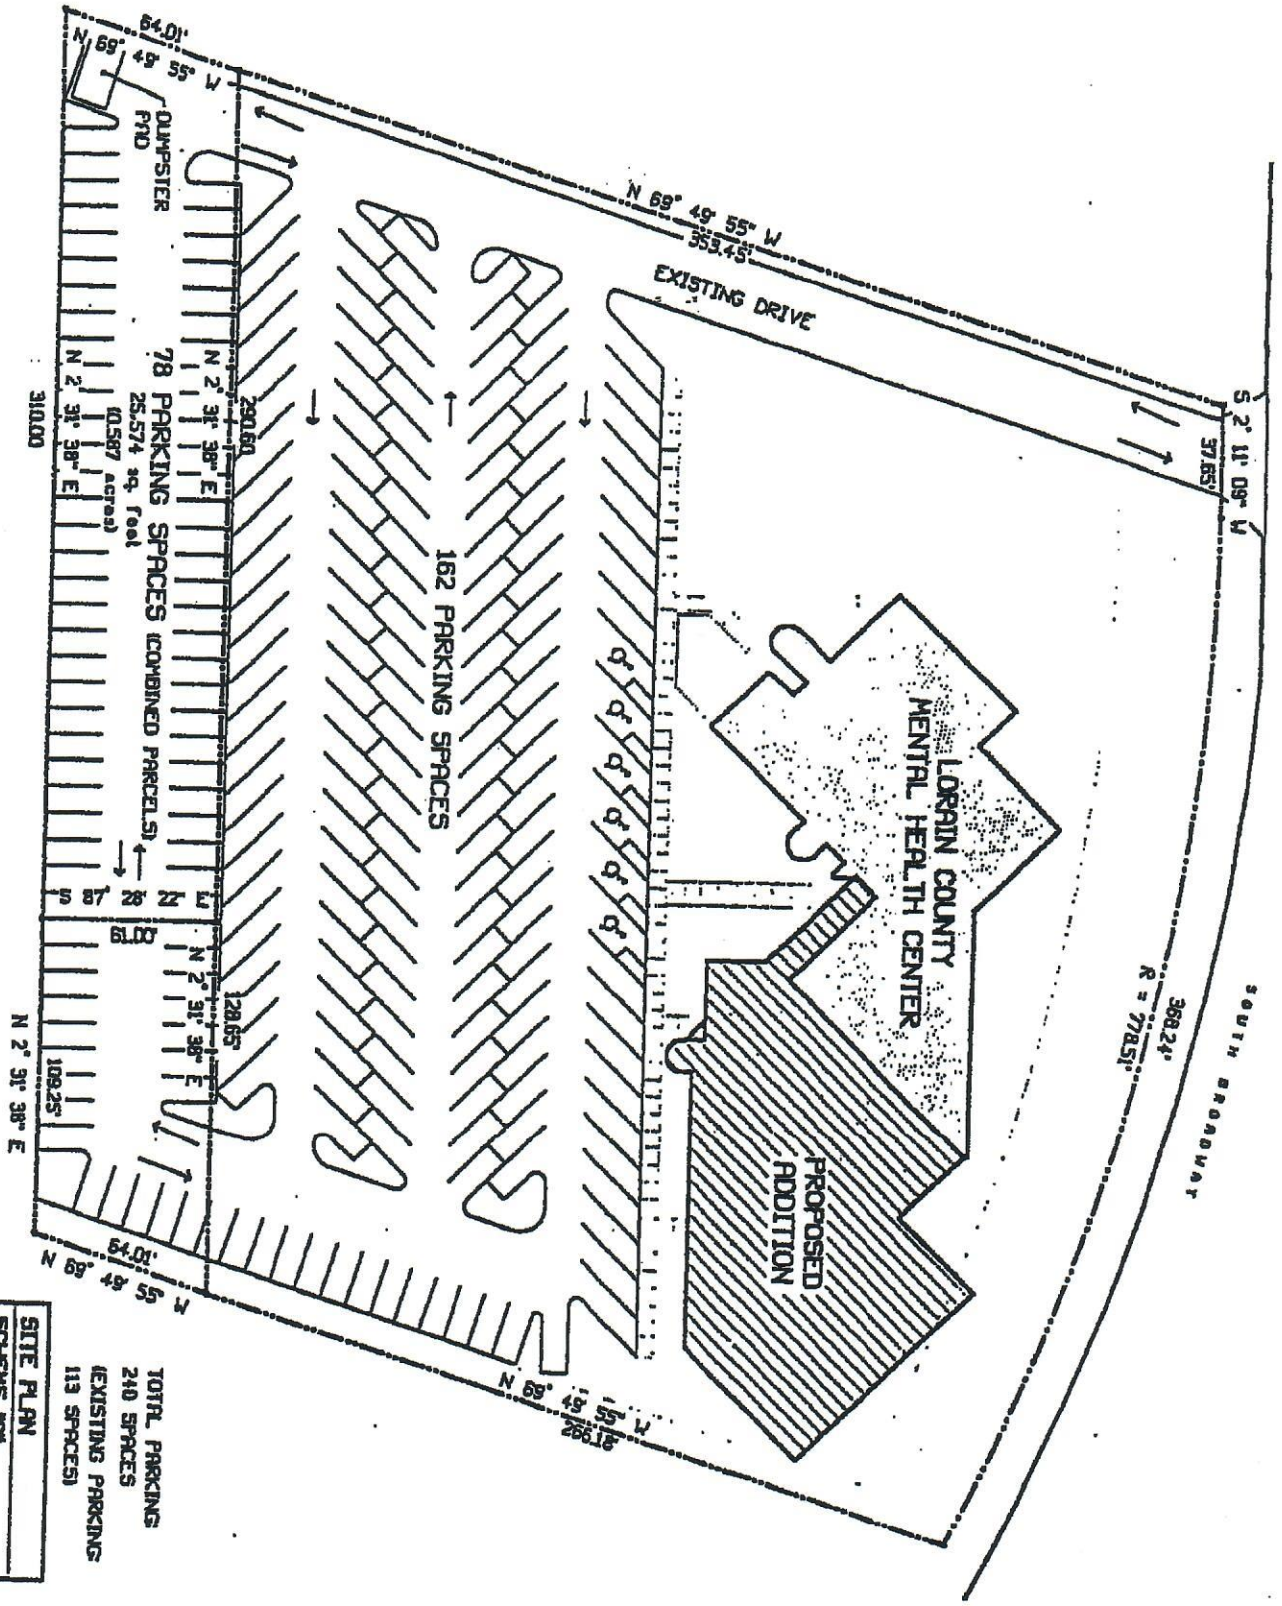 SOUTH BROADWAY
368.24'
R = 778.51'
S 2° 11' 09" W
37.65'
N 69° 49' 55" W
353.45'
EXISTING DRIVE
LORAIN COUNTY
MENTAL HEALTH CENTER
PROPOSED
ADDITION
64.01'
N 69° 49' 55" W
DUMPSTER
PAD
162 PARKING SPACES
290.60
N 2° 31' 38" E
78 PARKING SPACES (COMBINED PARCELS)
25,574 sq. feet
(0.587 acres)
N 2° 31' 38" E
310.00
S 87° 28' 22" E
61.00'
128.65'
N 2° 31' 38" E
109.25'
N 2° 31' 38" E
64.01'
N 69° 49' 55" W
N 69° 49' 55" W
266.18'
TOTAL PARKING
240 SPACES
(EXISTING PARKING
113 SPACES)
SITE PLAN